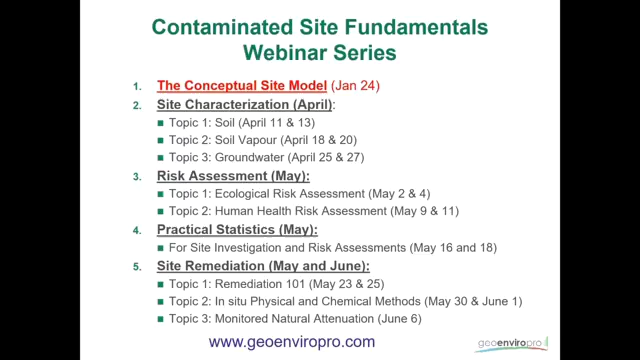 Contaminated Site Fundamentals
Webinar Series
1. The Conceptual Site Model (Jan 24)
2. Site Characterization (April):
Topic 1: Soil (April 11 & 13)
Topic 2: Soil Vapour (April 18 & 20)
Topic 3: Groundwater (April 25 & 27)
3. Risk Assessment (May):
Topic 1: Ecological Risk Assessment (May 2 & 4)
Topic 2: Human Health Risk Assessment (May 9 & 11)
4. Practical Statistics (May):
For Site Investigation and Risk Assessments (May 16 and 18)
5. Site Remediation (May and June):
Topic 1: Remediation 101 (May 23 & 25)
Topic 2: In situ Physical and Chemical Methods (May 30 & June 1)
Topic 3: Monitored Natural Attenuation (June 6)
www.geoenviropro.com
geoenviropro